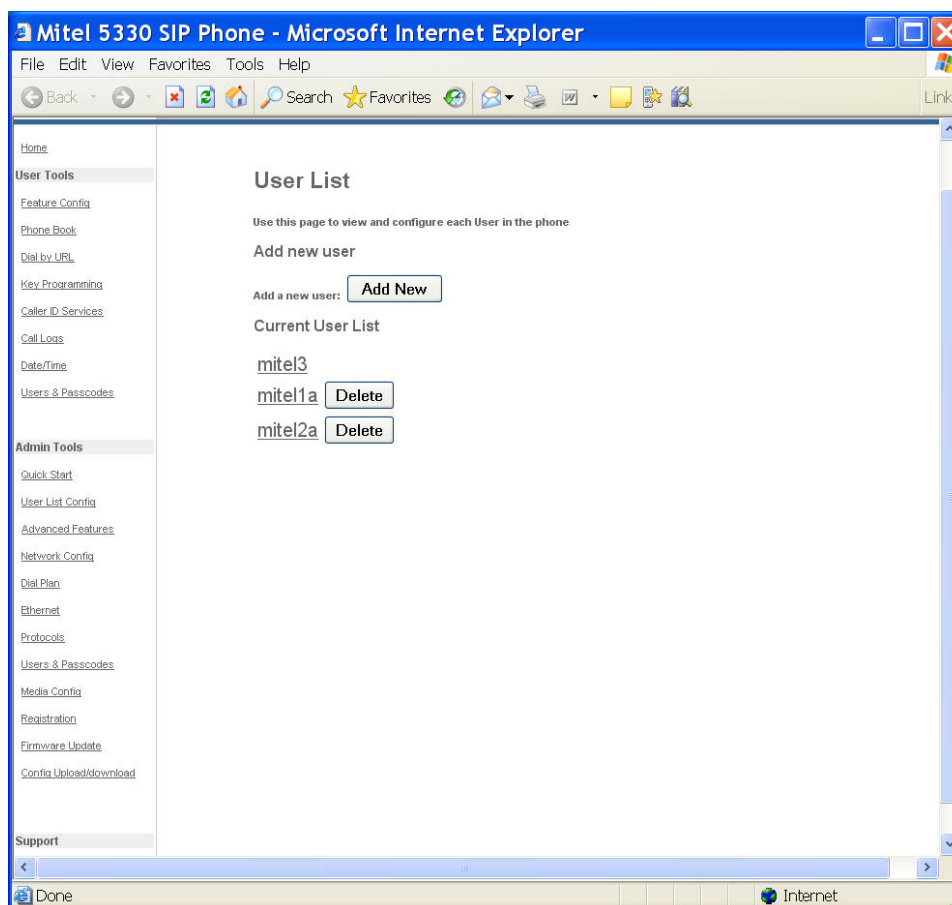 Mitel 5330 SIP Phone - Microsoft Internet Explorer
File Edit View Favorites Tools Help
Back Search Favorites Link
Home
User Tools
Feature Config
Phone Book
Dial by URL
Key Programming
Caller ID Services
Call Logs
Date/Time
Users & Passcodes
Admin Tools
Quick Start
User List Config
Advanced Features
Network Config
Dial Plan
Ethernet
Protocols
Users & Passcodes
Media Config
Registration
Firmware Update
Config Upload/download
Support
User List
Use this page to view and configure each User in the phone
Add new user
Add a new user: Add New
Current User List
mitel3
mitel1a Delete
mitel2a Delete
Done Internet